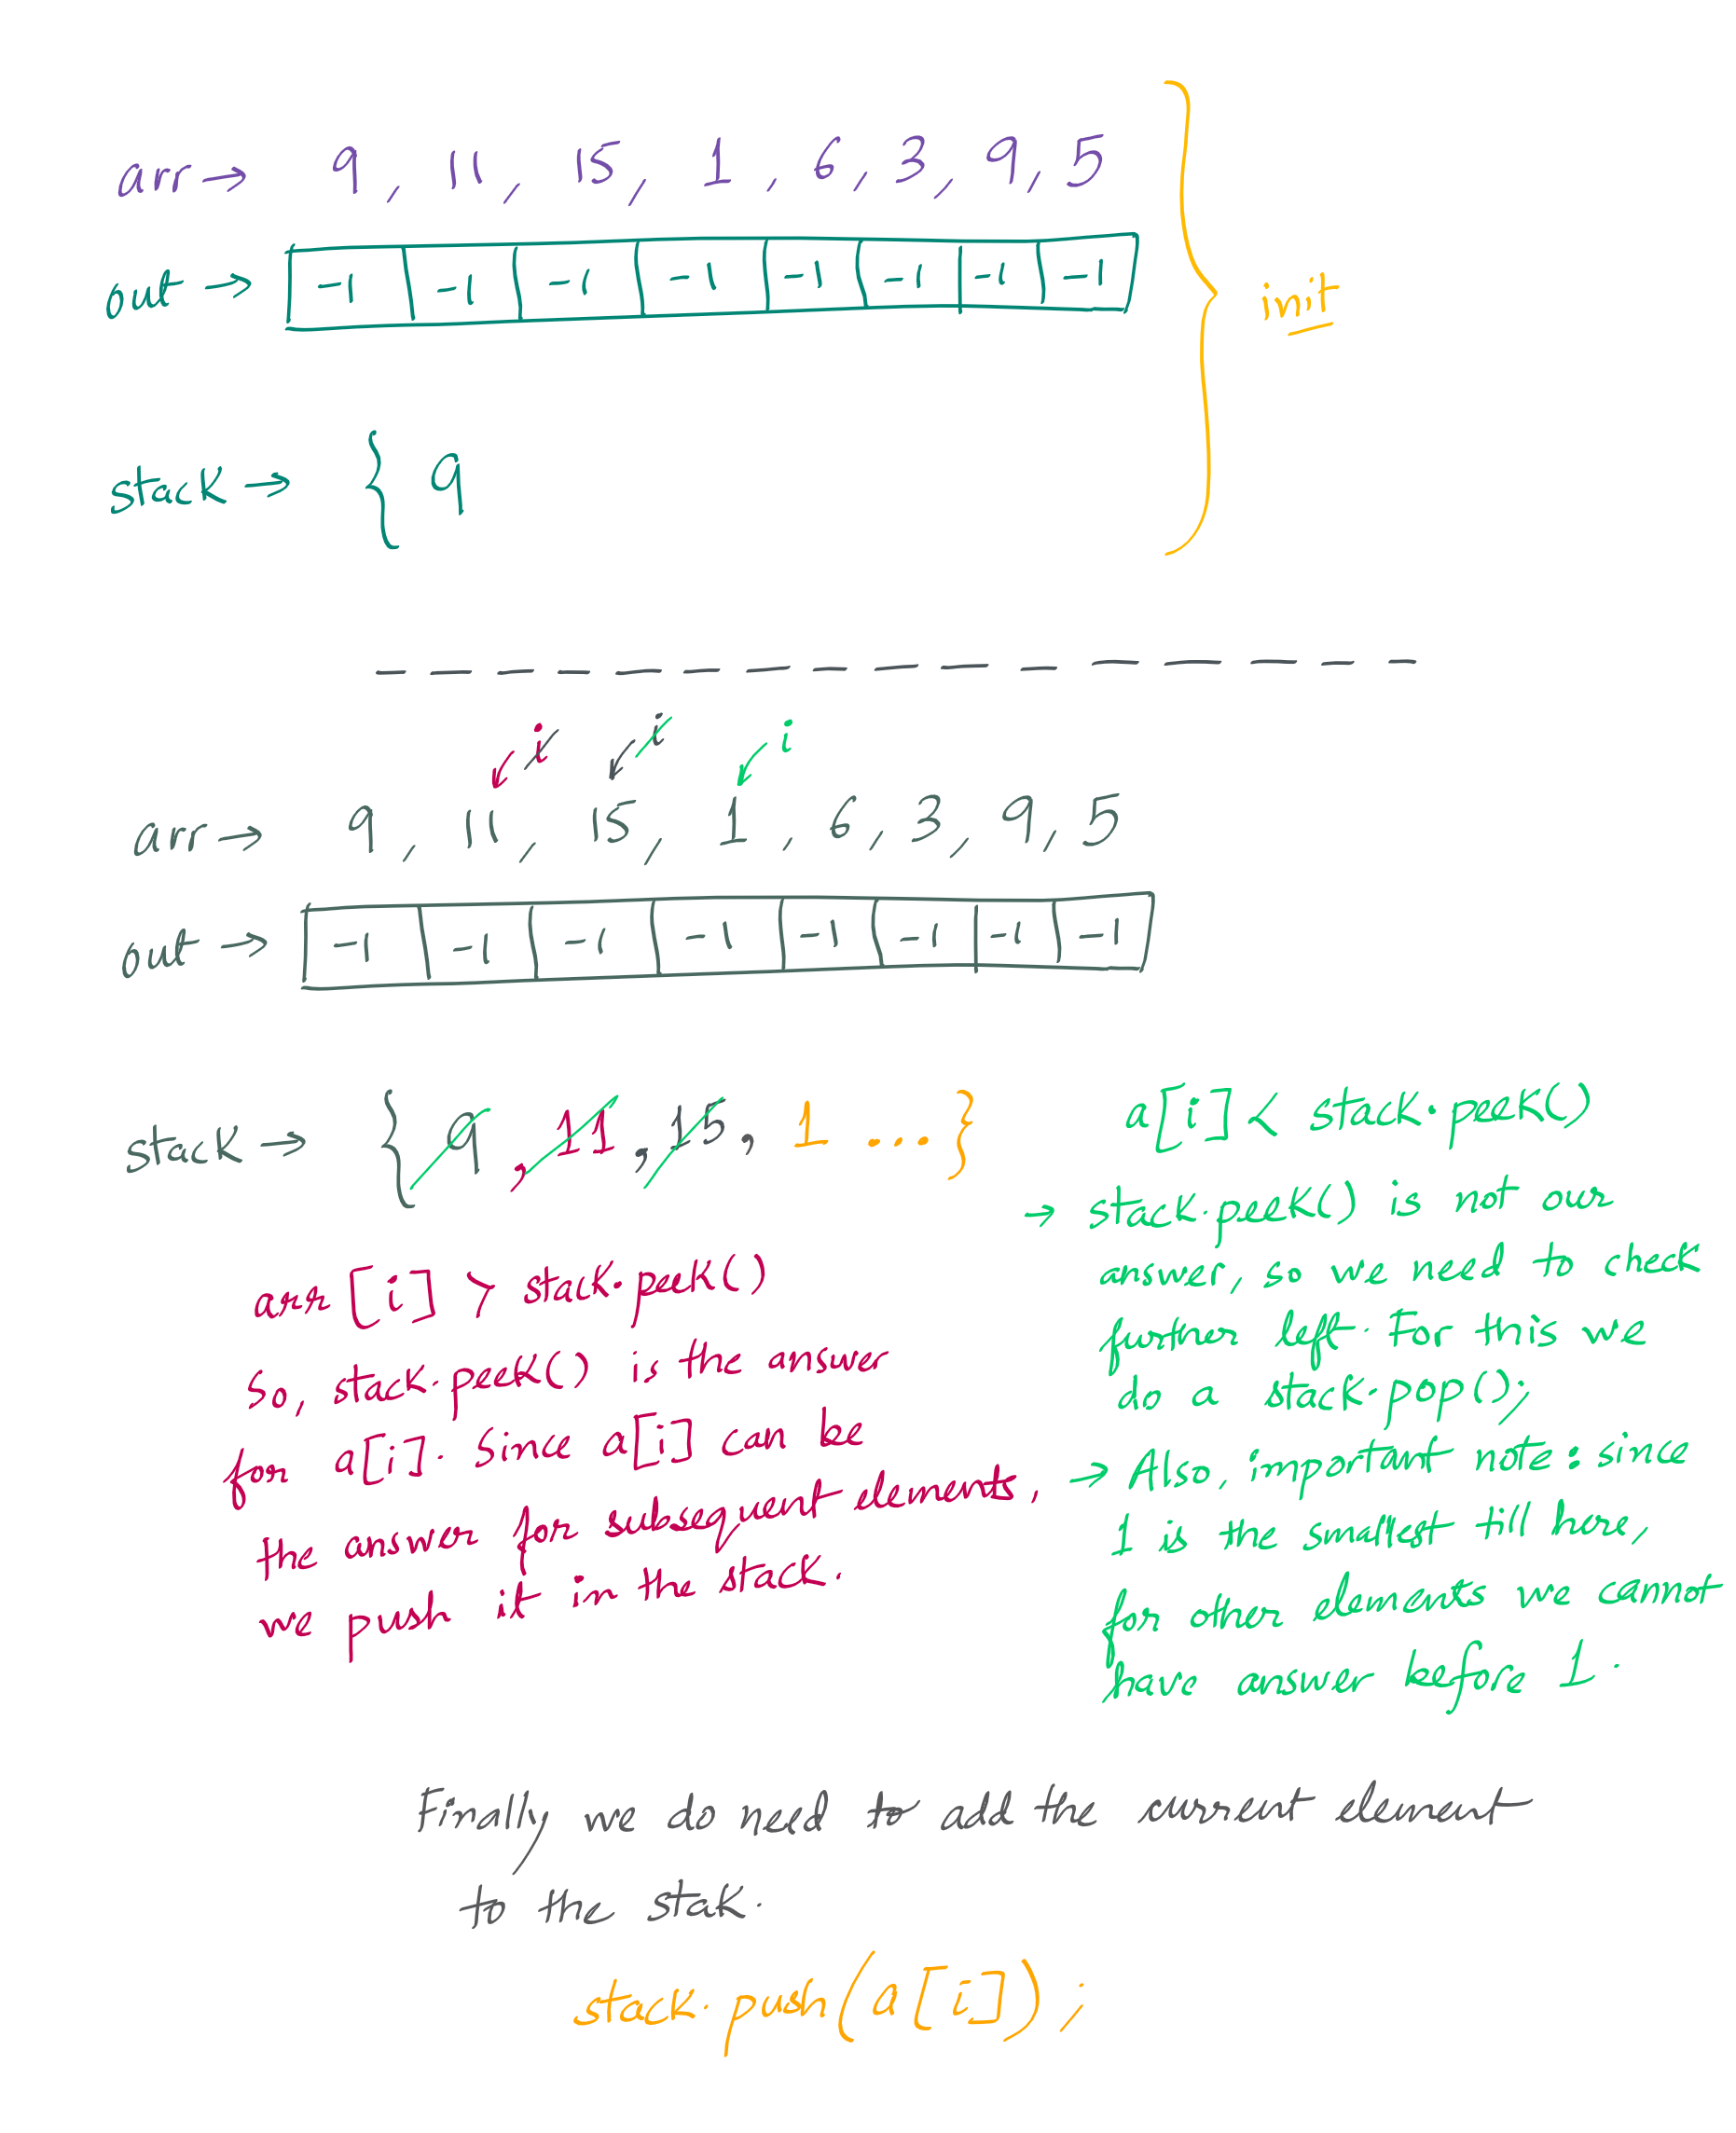 arr → 9, 11, 15, 1, 6, 3, 9, 5
out → -1 -1 -1 -1 -1 -1 -1 -1
init
stack → { 9
i i i
arr → 9, 11, 15, 1, 6, 3, 9, 5
out → -1 -1 -1 -1 -1 -1 -1 -1
stack → { 9, 11, 15, 1 ... }
arr[i] > stack.peek()
So, stack.peek() is the answer
for a[i]. Since a[i] can be
the answer for subsequent elements,
we push it in the stack.
a[i] < stack.peek()
→ stack.peek() is not our
answer, so we need to check
further left. For this we
do a stack.pop();
→ Also, important note: since
1 is the smallest till here,
for other elements we cannot
have answer before 1.
Finally we do need to add the current element
to the stak.
stack.push(a[i]);